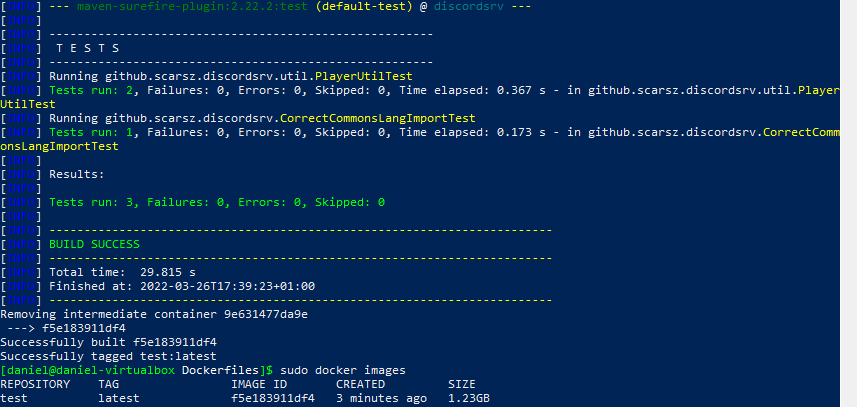 [INFO] --- maven-surefire-plugin:2.22.2:test (default-test) @ discordsrv ---
[INFO]
[INFO] -------------------------------------------------------
[INFO]  T E S T S
[INFO] -------------------------------------------------------
[INFO] Running github.scarsz.discordsrv.util.PlayerUtilTest
[INFO] Tests run: 2, Failures: 0, Errors: 0, Skipped: 0, Time elapsed: 0.367 s - in github.scarsz.discordsrv.util.Player
UtilTest
[INFO] Running github.scarsz.discordsrv.CorrectCommonsLangImportTest
[INFO] Tests run: 1, Failures: 0, Errors: 0, Skipped: 0, Time elapsed: 0.173 s - in github.scarsz.discordsrv.CorrectComm
onsLangImportTest
[INFO]
[INFO] Results:
[INFO]
[INFO] Tests run: 3, Failures: 0, Errors: 0, Skipped: 0
[INFO]
[INFO] ------------------------------------------------------------------------
[INFO] BUILD SUCCESS
[INFO] ------------------------------------------------------------------------
[INFO] Total time:  29.815 s
[INFO] Finished at: 2022-03-26T17:39:23+01:00
[INFO] ------------------------------------------------------------------------
Removing intermediate container 9e631477da9e
 ---> f5e183911df4
Successfully built f5e183911df4
Successfully tagged test:latest
[daniel@daniel-virtualbox Dockerfiles]$ sudo docker images
REPOSITORY    TAG                IMAGE ID       CREATED         SIZE
test          latest             f5e183911df4   3 minutes ago   1.23GB